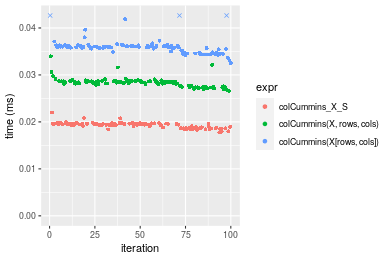 time (ms)
0.04
0.03
0.02
0.01
0.00
0
25
50
75
100
iteration
expr
colCummins_X_S
colCummins(X, rows, cols)
colCummins(X[rows, cols])